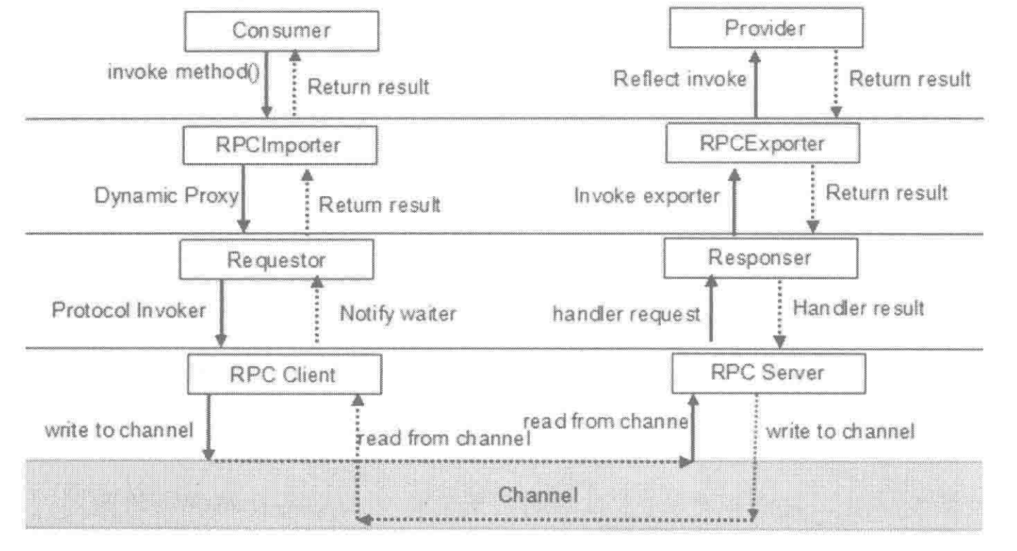 Consumer
Provider
invoke method()
Return result
Reflect invoke
Return result
RPCImporter
RPCExporter
Dynamic Proxy
Return result
Invoke exporter
Return result
Requestor
Responser
Protocol Invoker
Notify waiter
handler request
Handler result
RPC Client
RPC Server
write to channel
read from channel
read from channe
write to channel
Channel